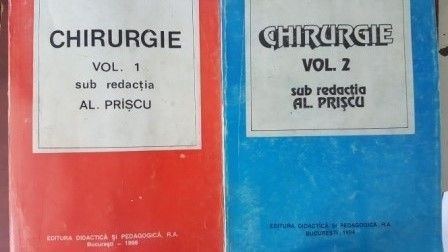 CHIRURGIE
VOL. 1
sub redacția
AL. PRIȘCU
EDITURA DIDACTICĂ ȘI PEDAGOGICĂ, R.A.
București –
CHIRURGIE
VOL. 2
sub redacția
AL. PRIȘCU
EDITURA DIDACTICĂ ȘI PEDAGOGICĂ, R.A.
BUCUREȘTI, 1994